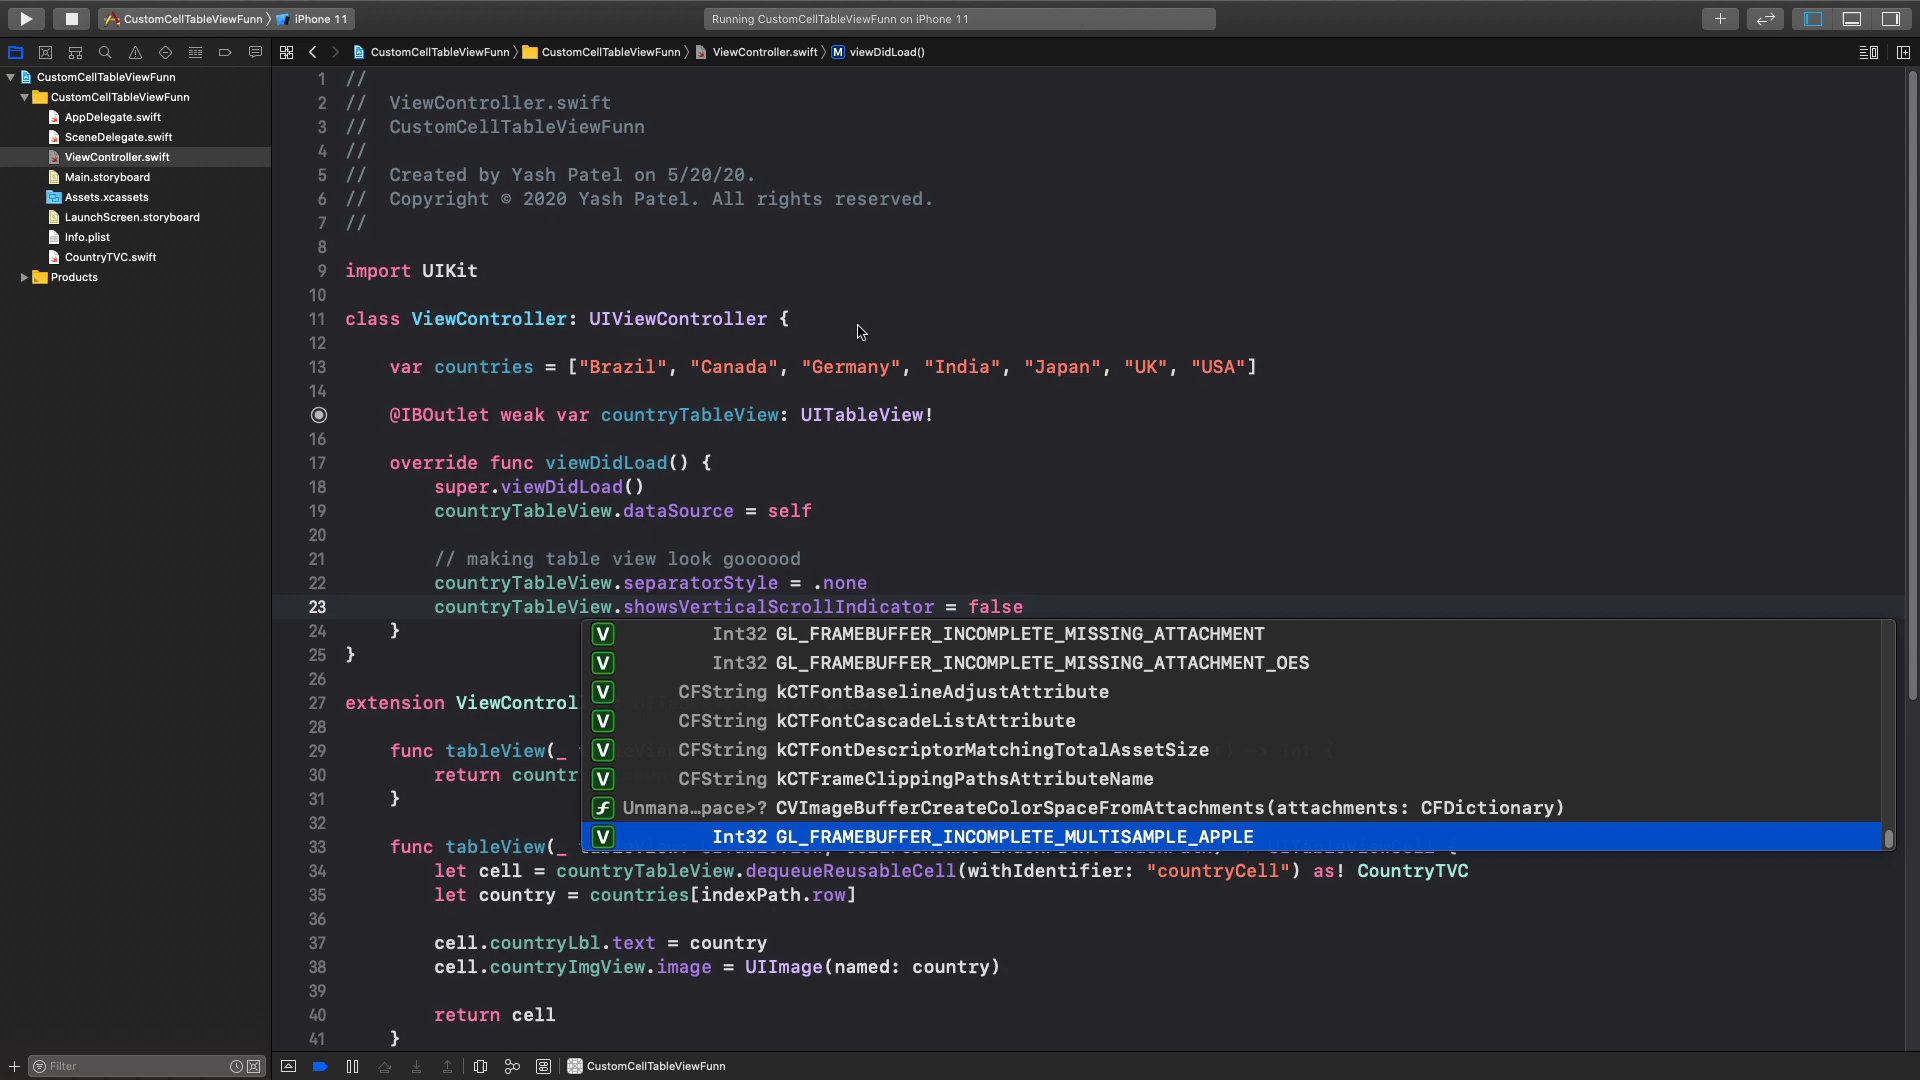 CustomCellTableViewFunn 〉 iPhone 11
Running CustomCellTableViewFunn on iPhone 11
CustomCellTableViewFunn 〉 CustomCellTableViewFunn 〉 ViewController.swift 〉 M viewDidLoad()
CustomCellTableViewFunn
CustomCellTableViewFunn
AppDelegate.swift
SceneDelegate.swift
ViewController.swift
Main.storyboard
Assets.xcassets
LaunchScreen.storyboard
Info.plist
CountryTVC.swift
Products
1 //
2 //  ViewController.swift
3 //  CustomCellTableViewFunn
4 //
5 //  Created by Yash Patel on 5/20/20.
6 //  Copyright © 2020 Yash Patel. All rights reserved.
7 //
8
9 import UIKit
10
11 class ViewController: UIViewController {
12
13     var countries = ["Brazil", "Canada", "Germany", "India", "Japan", "UK", "USA"]
14
@IBOutlet weak var countryTableView: UITableView!
16
17     override func viewDidLoad() {
18         super.viewDidLoad()
19         countryTableView.dataSource = self
20
21         // making table view look goooood
22         countryTableView.separatorStyle = .none
23         countryTableView.showsVerticalScrollIndicator = false
24     }
25 }
26
27 extension ViewControl
28
29     func tableView(_
30         return countr
31     }
32
33     func tableView(_
34         let cell = countryTableView.dequeueReusableCell(withIdentifier: "countryCell") as! CountryTVC
35         let country = countries[indexPath.row]
36
37         cell.countryLbl.text = country
38         cell.countryImgView.image = UIImage(named: country)
39
40         return cell
41     }
V Int32 GL_FRAMEBUFFER_INCOMPLETE_MISSING_ATTACHMENT
V Int32 GL_FRAMEBUFFER_INCOMPLETE_MISSING_ATTACHMENT_OES
V CFString kCTFontBaselineAdjustAttribute
V CFString kCTFontCascadeListAttribute
V CFString kCTFontDescriptorMatchingTotalAssetSize
V CFString kCTFrameClippingPathsAttributeName
f Unmana…pace>? CVImageBufferCreateColorSpaceFromAttachments(attachments: CFDictionary)
V Int32 GL_FRAMEBUFFER_INCOMPLETE_MULTISAMPLE_APPLE
Filter
CustomCellTableViewFunn